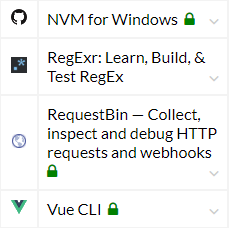 NVM for Windows
RegExr: Learn, Build, &
Test RegEx
RequestBin — Collect,
inspect and debug HTTP
requests and webhooks
Vue CLI